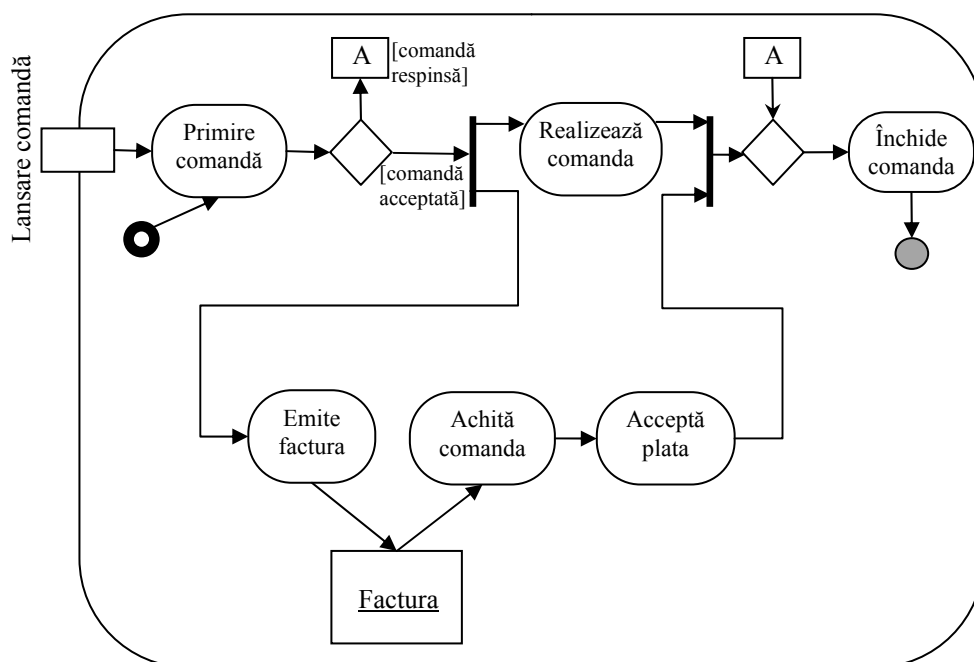 Lansare comandă
Primire
comandă
A
[comandă
respinsă]
[comandă
acceptată]
Realizează
comanda
A
Închide
comanda
Emite
factura
Achită
comanda
Acceptă
plata
Factura